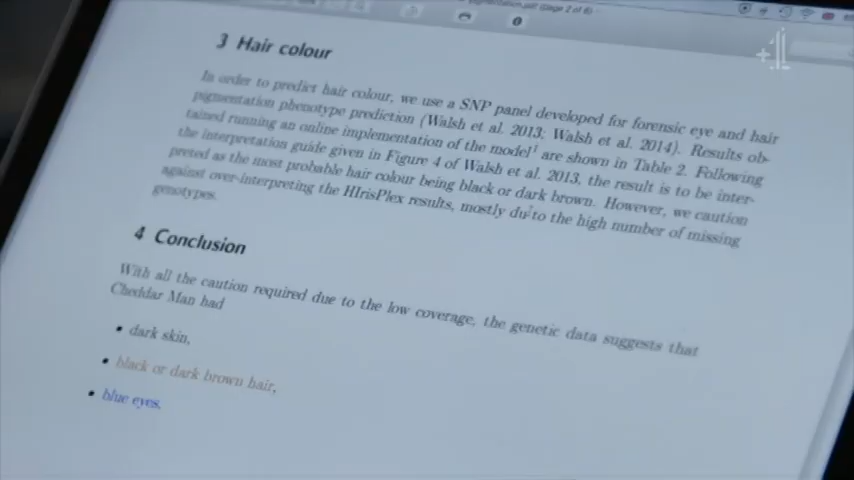 (page 2 of 6)
3 Hair colour
In order to predict hair colour, we use a SNP panel developed for forensic eye and hair
pigmentation phenotype prediction (Walsh et al. 2013; Walsh et al. 2014). Results ob-
tained running an online implementation of the model are shown in Table 2. Following
the interpretation guide given in Figure 4 of Walsh et al. 2013, the result is to be inter-
preted as the most probable hair colour being black or dark brown. However, we caution
against over-interpreting the HIrisPlex results, mostly du to the high number of missing
genotypes.
4 Conclusion
With all the caution required due to the low coverage, the genetic data suggests that
Cheddar Man had
• dark skin,
• black or dark brown hair,
• blue eyes.
+4